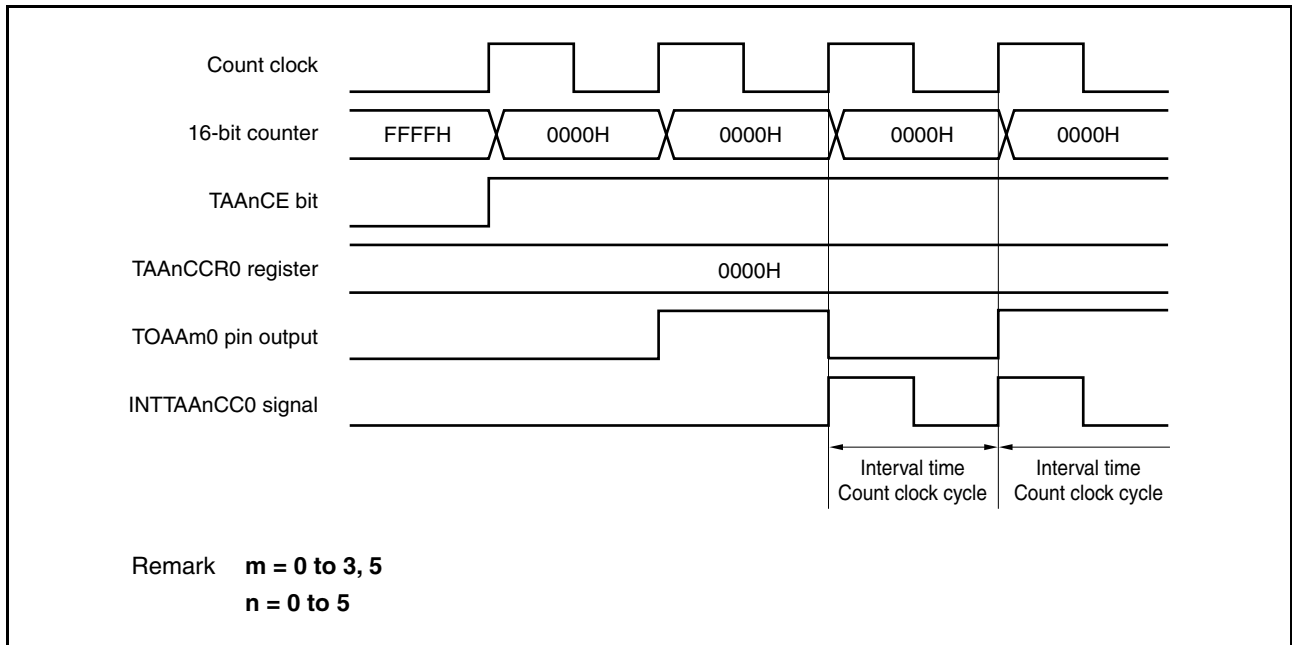 Count clock
16-bit counter FFFFH 0000H 0000H 0000H 0000H
TAAnCE bit
TAAnCCR0 register 0000H
TOAAm0 pin output
INTTAAnCC0 signal
Interval time Interval time
Count clock cycle Count clock cycle
Remark m = 0 to 3, 5
n = 0 to 5